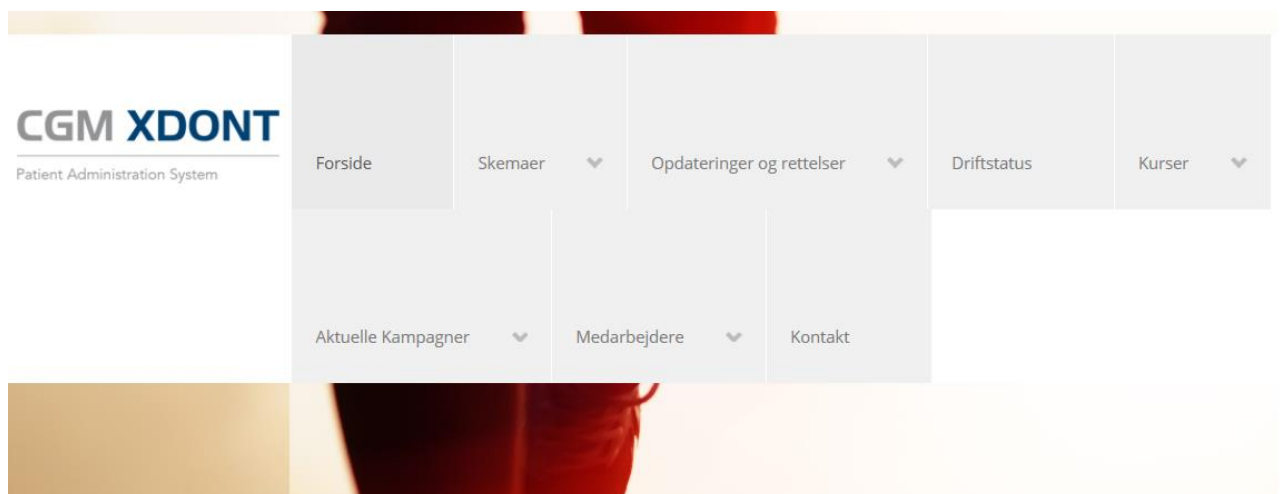 CGM XDONT
Patient Administration System
Forside
Skemaer
Opdateringer og rettelser
Driftstatus
Kurser
Aktuelle Kampagner
Medarbejdere
Kontakt